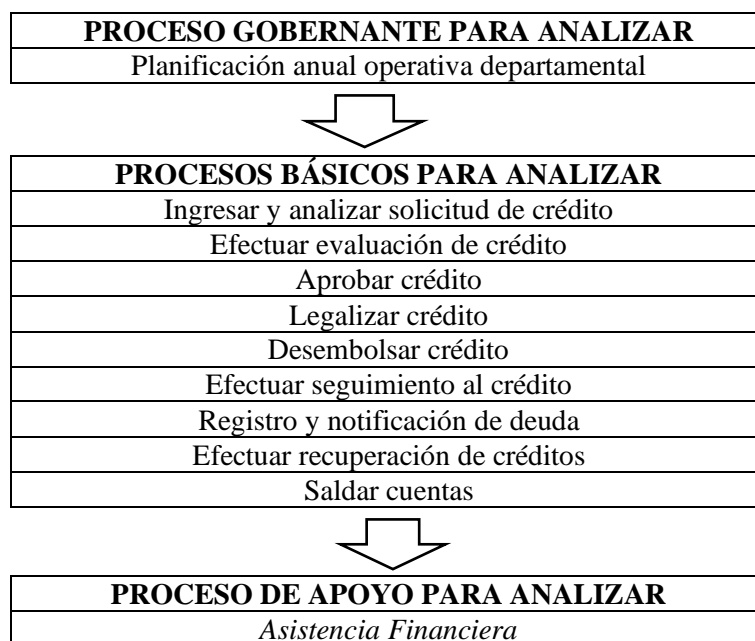 PROCESO GOBERNANTE PARA ANALIZAR
Planificación anual operativa departamental
PROCESOS BÁSICOS PARA ANALIZAR
Ingresar y analizar solicitud de crédito
Efectuar evaluación de crédito
Aprobar crédito
Legalizar crédito
Desembolsar crédito
Efectuar seguimiento al crédito
Registro y notificación de deuda
Efectuar recuperación de créditos
Saldar cuentas
PROCESO DE APOYO PARA ANALIZAR
Asistencia Financiera